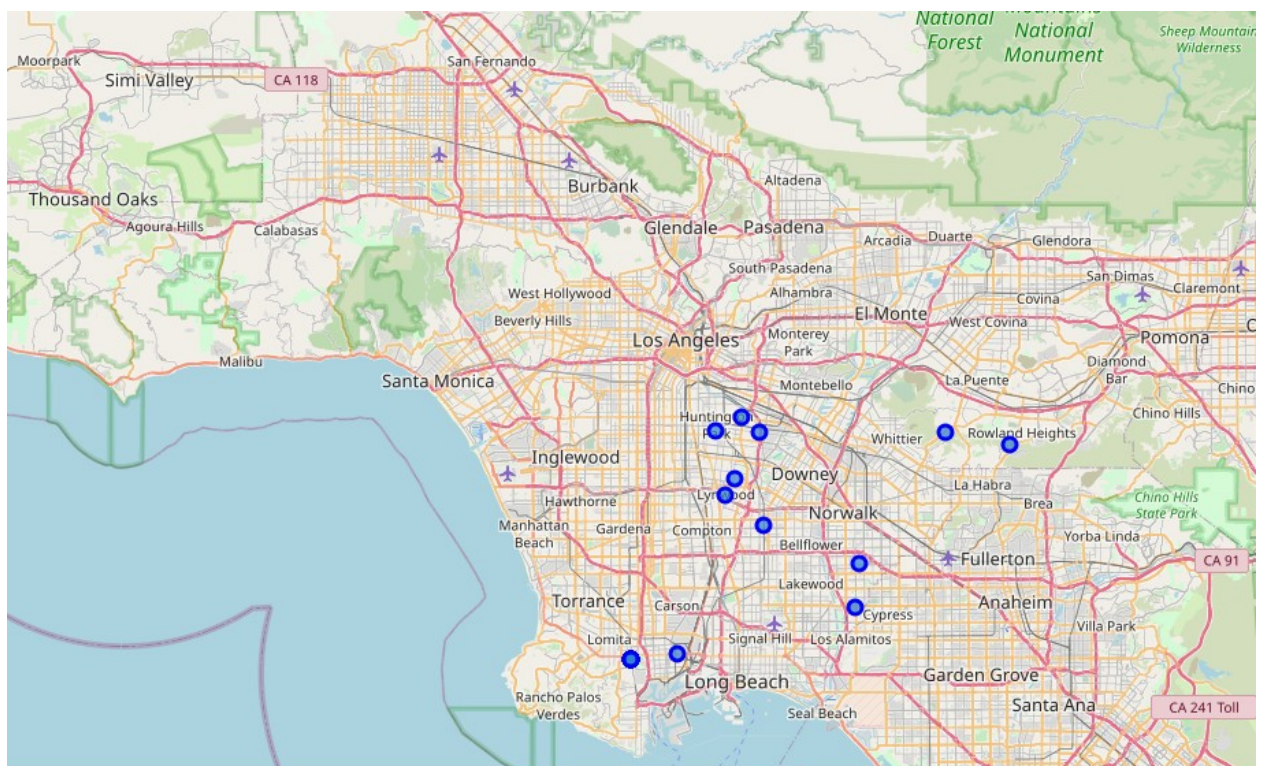 National
Forest
Mountains
National
Monument
Sheep Mountain
Wilderness
Moorpark
Simi Valley
CA 118
San Fernando
Thousand Oaks
Agoura Hills
Calabasas
Burbank
Altadena
Glendale
Pasadena
Arcadia
Duarte
Glendora
South Pasadena
San Dimas
Claremont
West Hollywood
Alhambra
Covina
Beverly Hills
El Monte
West Covina
Los Angeles
Monterey
Park
Pomona
Malibu
Diamond
Bar
Santa Monica
Montebello
La Puente
Chino
Chino Hills
Huntington
Park
Whittier
Rowland Heights
Inglewood
Downey
La Habra
Lynwood
Hawthorne
Brea
Chino Hills
State Park
Manhattan
Beach
Gardena
Compton
Norwalk
Yorba Linda
Bellflower
Fullerton
CA 91
Lakewood
Torrance
Carson
Cypress
Anaheim
Villa Park
Lomita
Signal Hill
Los Alamitos
Long Beach
Garden Grove
Rancho Palos
Verdes
Seal Beach
Santa Ana
CA 241 Toll